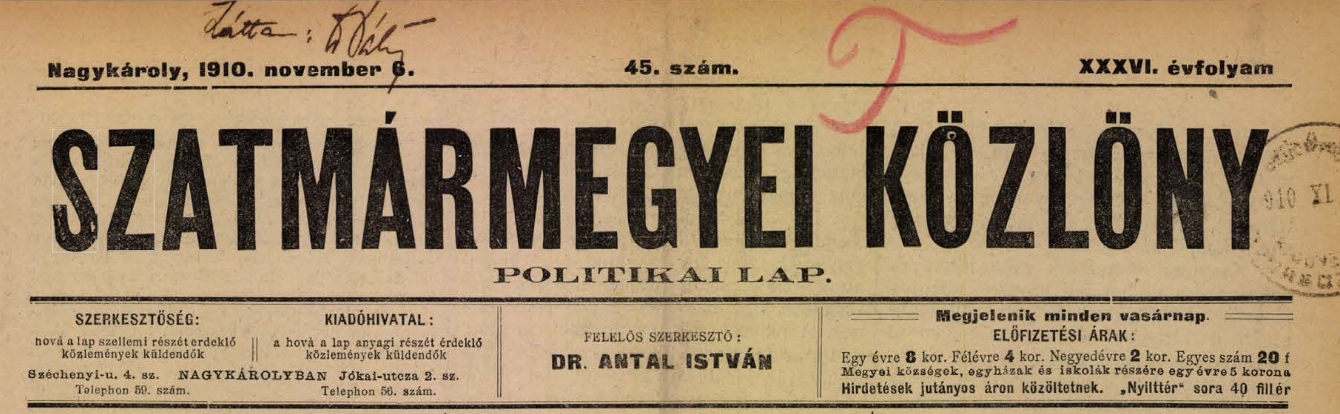 Láttam:
Nagykároly, 1910. november 6.
45. szám.
XXXVI. évfolyam
SZATMÁRMEGYEI KÖZLÖNY
910 XI
POLITIKAI LAP.
SZERKESZTŐSÉG:
hová a lap szellemi részét erdeklő
közlemények küldendők
Széchenyi-u. 4. sz.
Telephon 59. szám.
NAGYKÁROLYBAN
KIADÓHIVATAL:
a hová a lap anyagi részét érdeklő
közlemények küldendők
Jókai-utcza 2. sz.
Telephon 56. szám.
FELELŐS SZERKESZTŐ:
DR. ANTAL ISTVÁN
Megjelenik minden vasárnap.
ELŐFIZETÉSI ÁRAK:
Egy évre 8 kor. Félévre 4 kor. Negyedévre 2 kor. Egyes szám 20 f
Megyei községek, egyházak és iskolák részére egy évre 5 korona
Hirdetések jutányos áron közöltetnek. „Nyilttér" sora 40 fillér